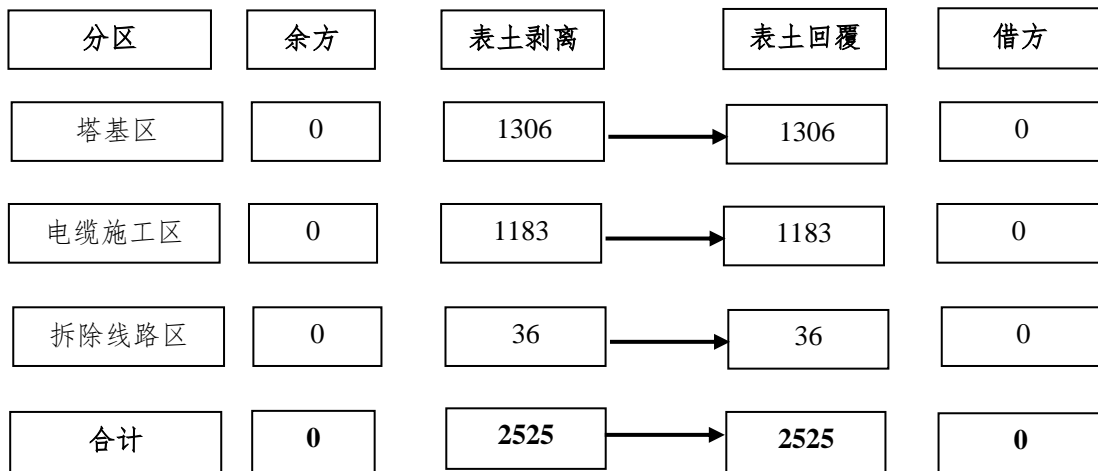 分区 余方 表土剥离 表土回覆 借方
塔基区 0 1306 1306 0
电缆施工区 0 1183 1183 0
拆除线路区 0 36 36 0
合计 0 2525 2525 0